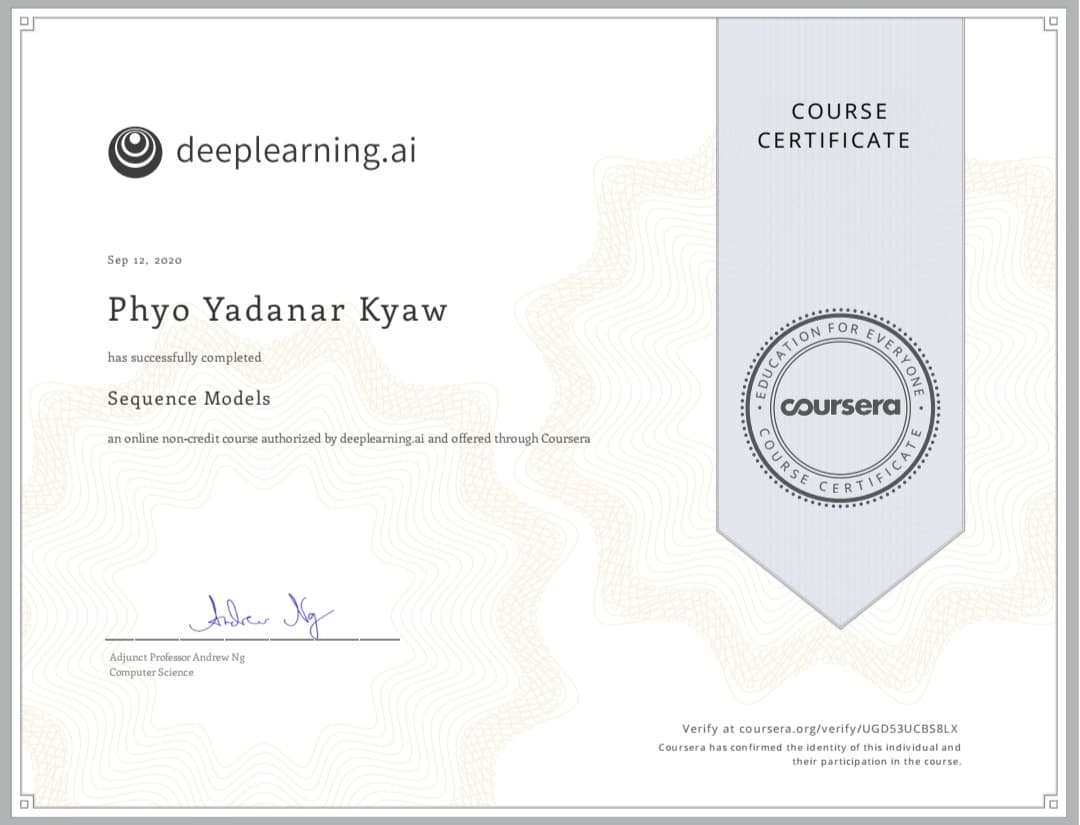 deeplearning.ai
COURSE
CERTIFICATE
Sep 12, 2020
Phyo Yadanar Kyaw
has successfully completed
Sequence Models
an online non-credit course authorized by deeplearning.ai and offered through Coursera
EDUCATION FOR EVERYONE
coursera
COURSE CERTIFICATE
Andrew Ng
Adjunct Professor Andrew Ng
Computer Science
Verify at coursera.org/verify/UGD53UCBS8LX
Coursera has confirmed the identity of this individual and
their participation in the course.